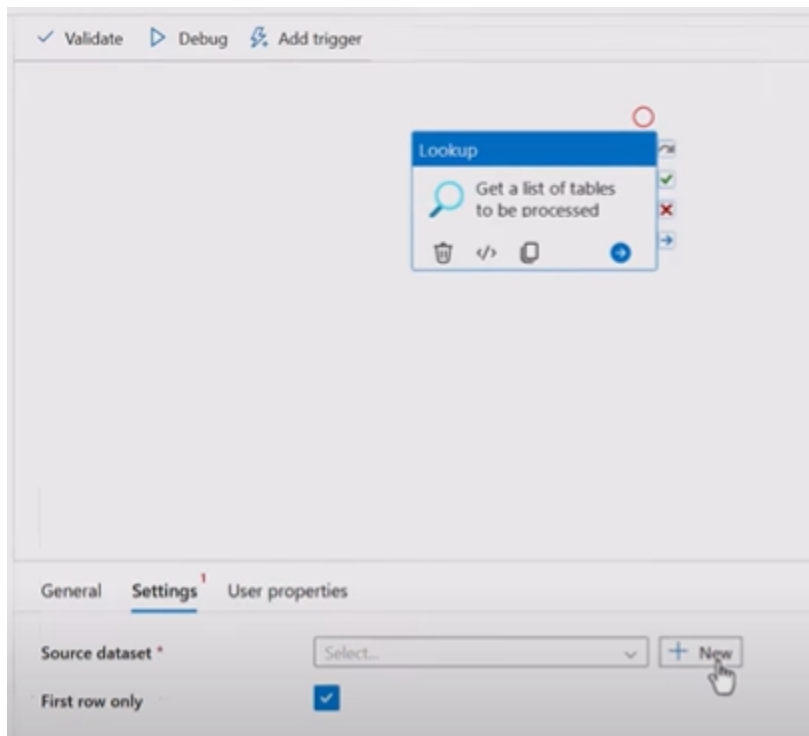 Validate Debug Add trigger
Lookup
Get a list of tables
to be processed
General Settings 1 User properties
Source dataset * Select... New
First row only